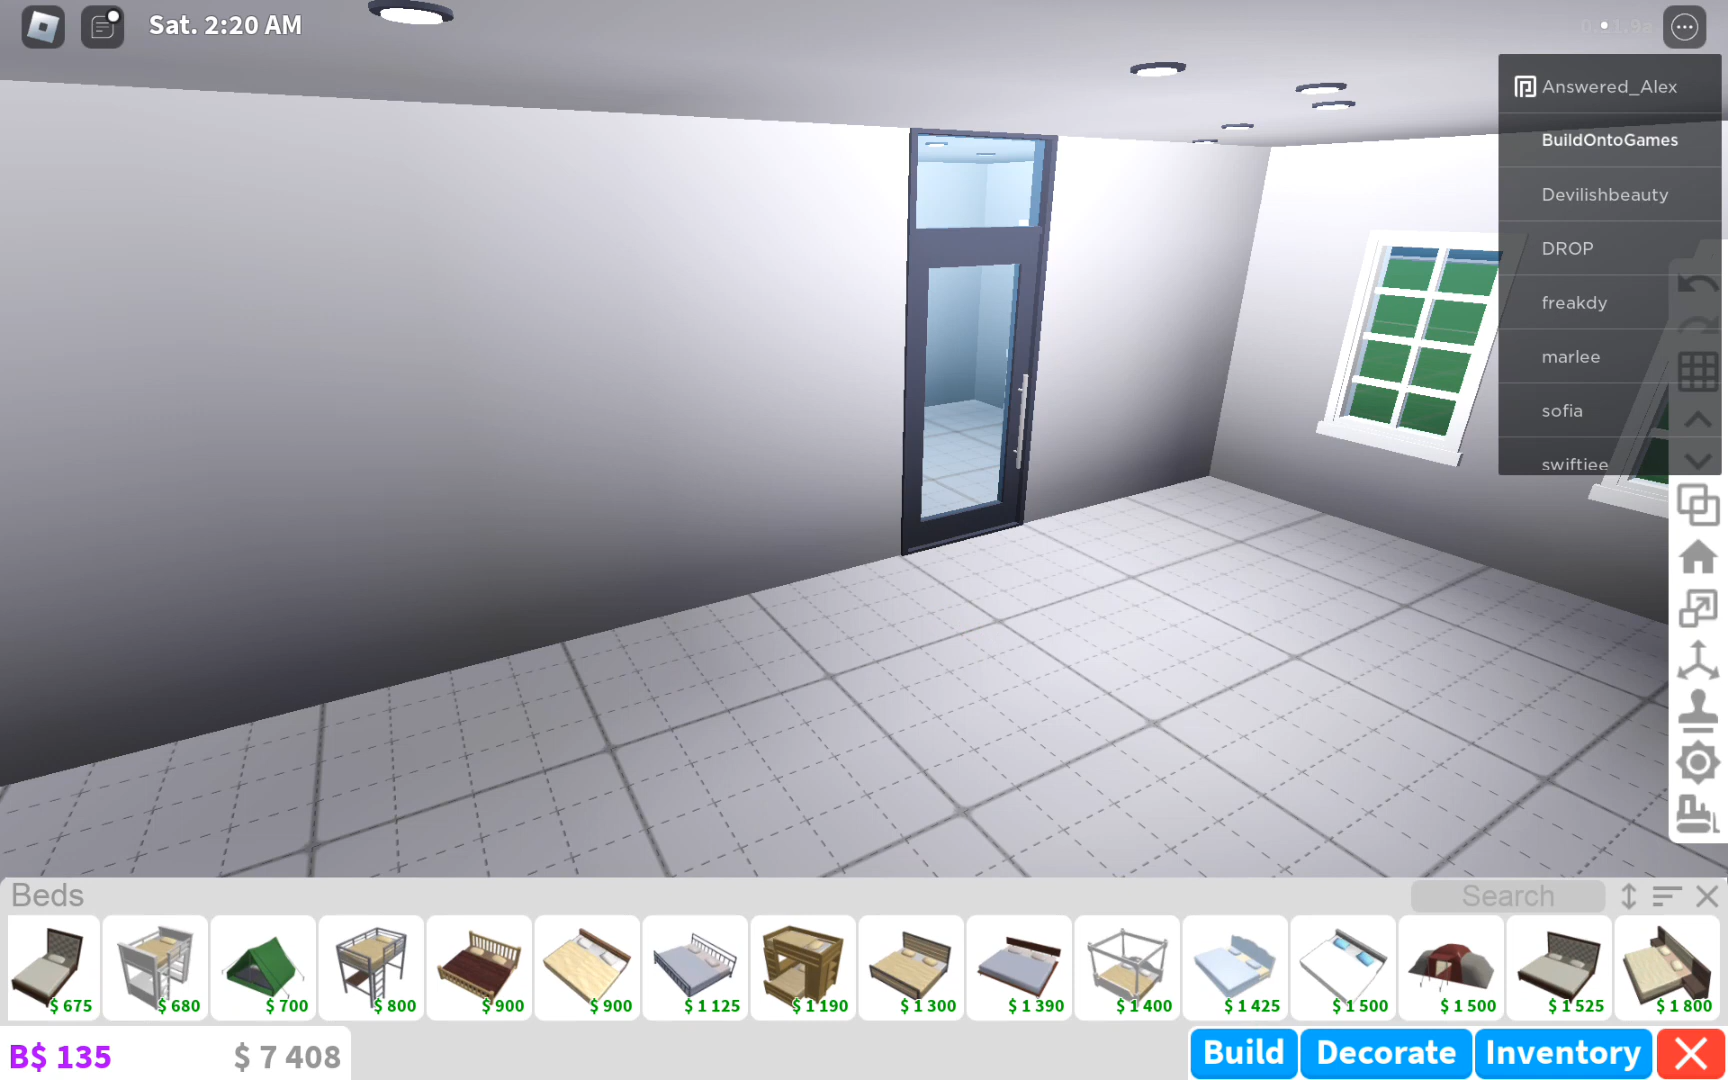 Sat. 2:20 AM
Answered_Alex
BuildOntoGames
Devilishbeauty
DROP
freakdy
marlee
sofia
swiftiee
Beds
Search
$ 675
$ 680
$ 700
$ 800
$ 900
$ 900
$ 1 125
$ 1 190
$ 1 300
$ 1 390
$ 1 400
$ 1 425
$ 1 500
$ 1 500
$ 1 525
$ 1 800
B$ 135
$ 7 408
Build
Decorate
Inventory